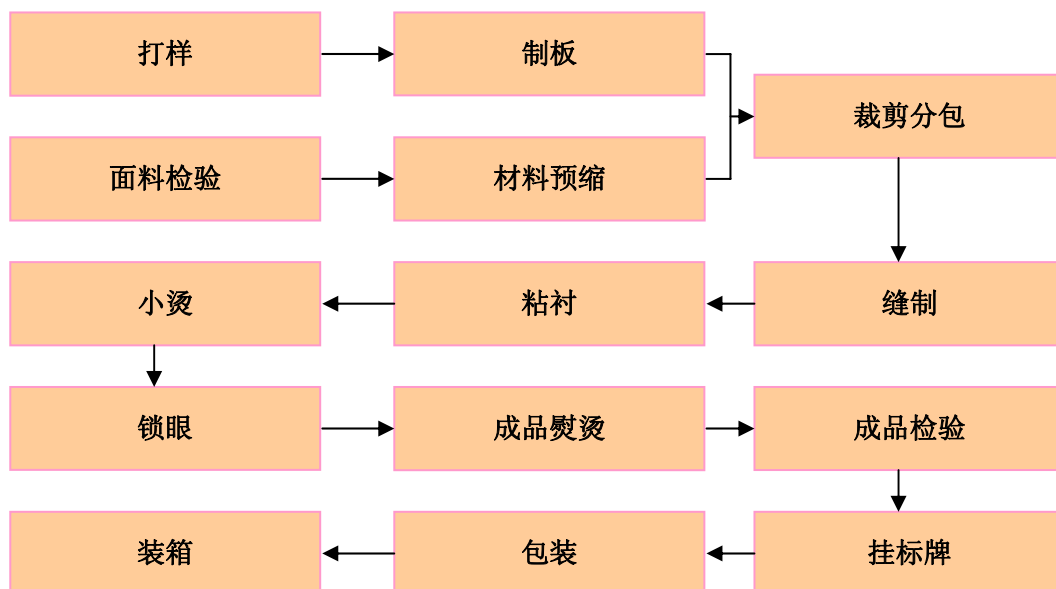 打样
制板
裁剪分包
面料检验
材料预缩
小烫
粘衬
缝制
锁眼
成品熨烫
成品检验
装箱
包装
挂标牌